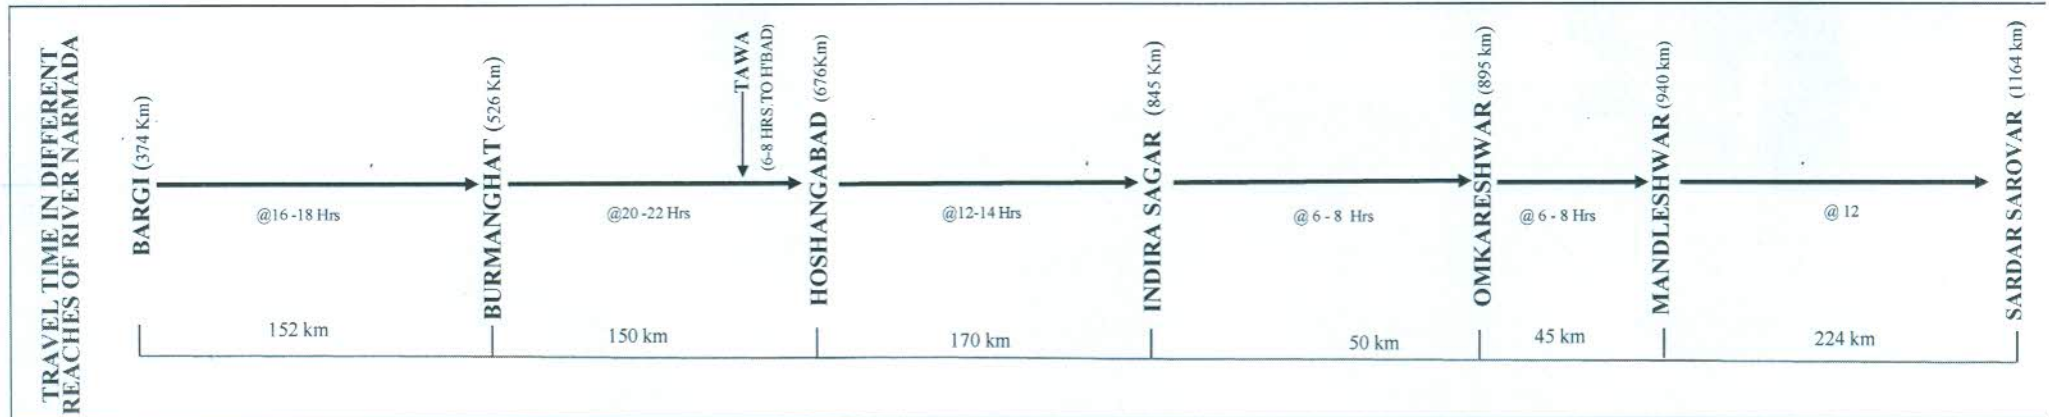 TRAVEL TIME IN DIFFERENT
REACHES OF RIVER NARMADA
BARGI (374 Km)
@16 -18 Hrs
152 km
BURMANGHAT (526 Km)
@20 -22 Hrs
150 km
TAWA
(6-8 HRS.TO H'BAD)
HOSHANGABAD (676Km)
@12-14 Hrs
170 km
INDIRA SAGAR (845 Km)
@ 6 - 8 Hrs
50 km
OMKARESHWAR (895 km)
@ 6 - 8 Hrs
45 km
MANDLESHWAR (940 km)
@ 12
224 km
SARDAR SAROVAR (1164 km)